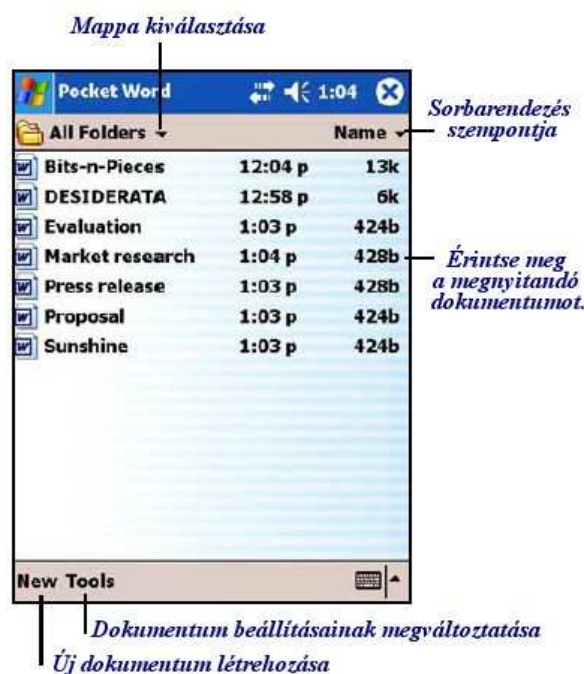 Mappa kiválasztása
Pocket Word 1:04
All Folders Name
Sorbarendezés
szempontja
Bits-n-Pieces 12:04 p 13k
DESIDERATA 12:58 p 6k
Evaluation 1:03 p 424b
Market research 1:04 p 428b
Érintse meg
a megnyitandó
dokumentumot.
Press release 1:03 p 428b
Proposal 1:03 p 424b
Sunshine 1:03 p 424b
New Tools
Dokumentum beállításainak megváltoztatása
Új dokumentum létrehozása